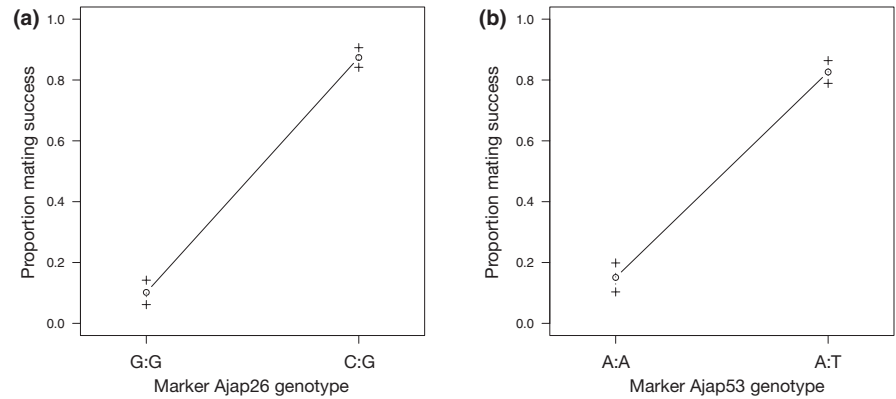 (a)
Proportion mating success
1.0
0.8
0.6
0.4
0.2
0.0
G:G C:G
Marker Ajap26 genotype
(b)
Proportion mating success
1.0
0.8
0.6
0.4
0.2
0.0
A:A A:T
Marker Ajap53 genotype